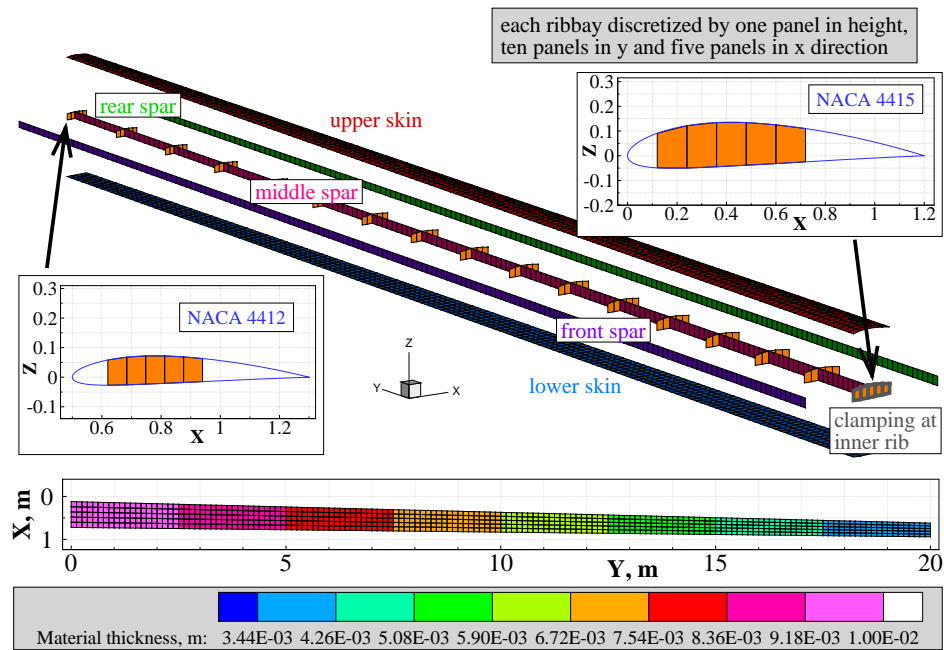 each ribbay discretized by one panel in height,
ten panels in y and five panels in x direction
rear spar
upper skin
middle spar
front spar
lower skin
clamping at
inner rib
NACA 4415
0.3
0.2
0.1
0
-0.1
-0.2
Z
0 0.2 0.4 0.6 0.8 1 1.2
X
NACA 4412
0.3
0.2
0.1
0
-0.1
Z
0.6 0.8 1 1.2
X
Z
Y
X
X, m
0
1
0 5 10 15 20
Y, m
Material thickness, m: 3.44E-03 4.26E-03 5.08E-03 5.90E-03 6.72E-03 7.54E-03 8.36E-03 9.18E-03 1.00E-02